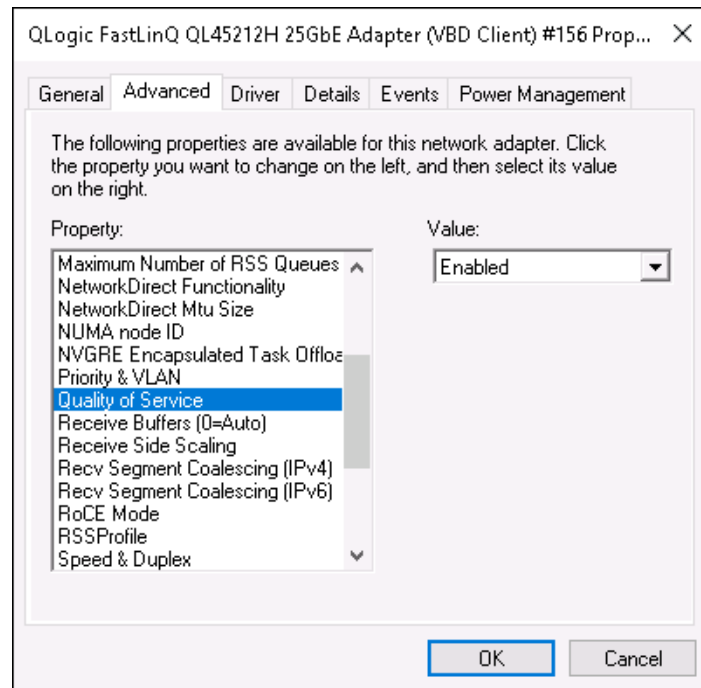 QLogic FastLinQ QL45212H 25GbE Adapter (VBD Client) #156 Prop...
General Advanced Driver Details Events Power Management
The following properties are available for this network adapter. Click
the property you want to change on the left, and then select its value
on the right.
Property:
Value:
Maximum Number of RSS Queues
NetworkDirect Functionality
NetworkDirect Mtu Size
NUMA node ID
NVGRE Encapsulated Task Offloa
Priority & VLAN
Quality of Service
Receive Buffers (0=Auto)
Receive Side Scaling
Recv Segment Coalescing (IPv4)
Recv Segment Coalescing (IPv6)
RoCE Mode
RSSProfile
Speed & Duplex
Enabled
OK Cancel